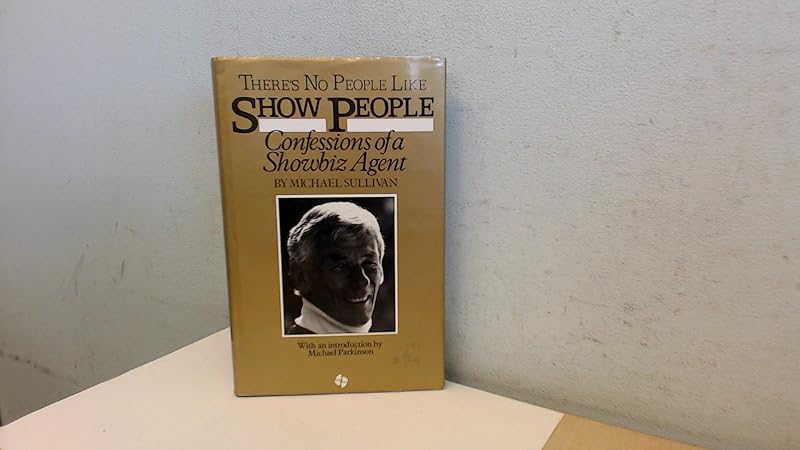 THERE'S NO PEOPLE LIKE
SHOW PEOPLE
Confessions of a
Showbiz Agent
BY MICHAEL SULLIVAN
With an introduction by
Michael Parkinson